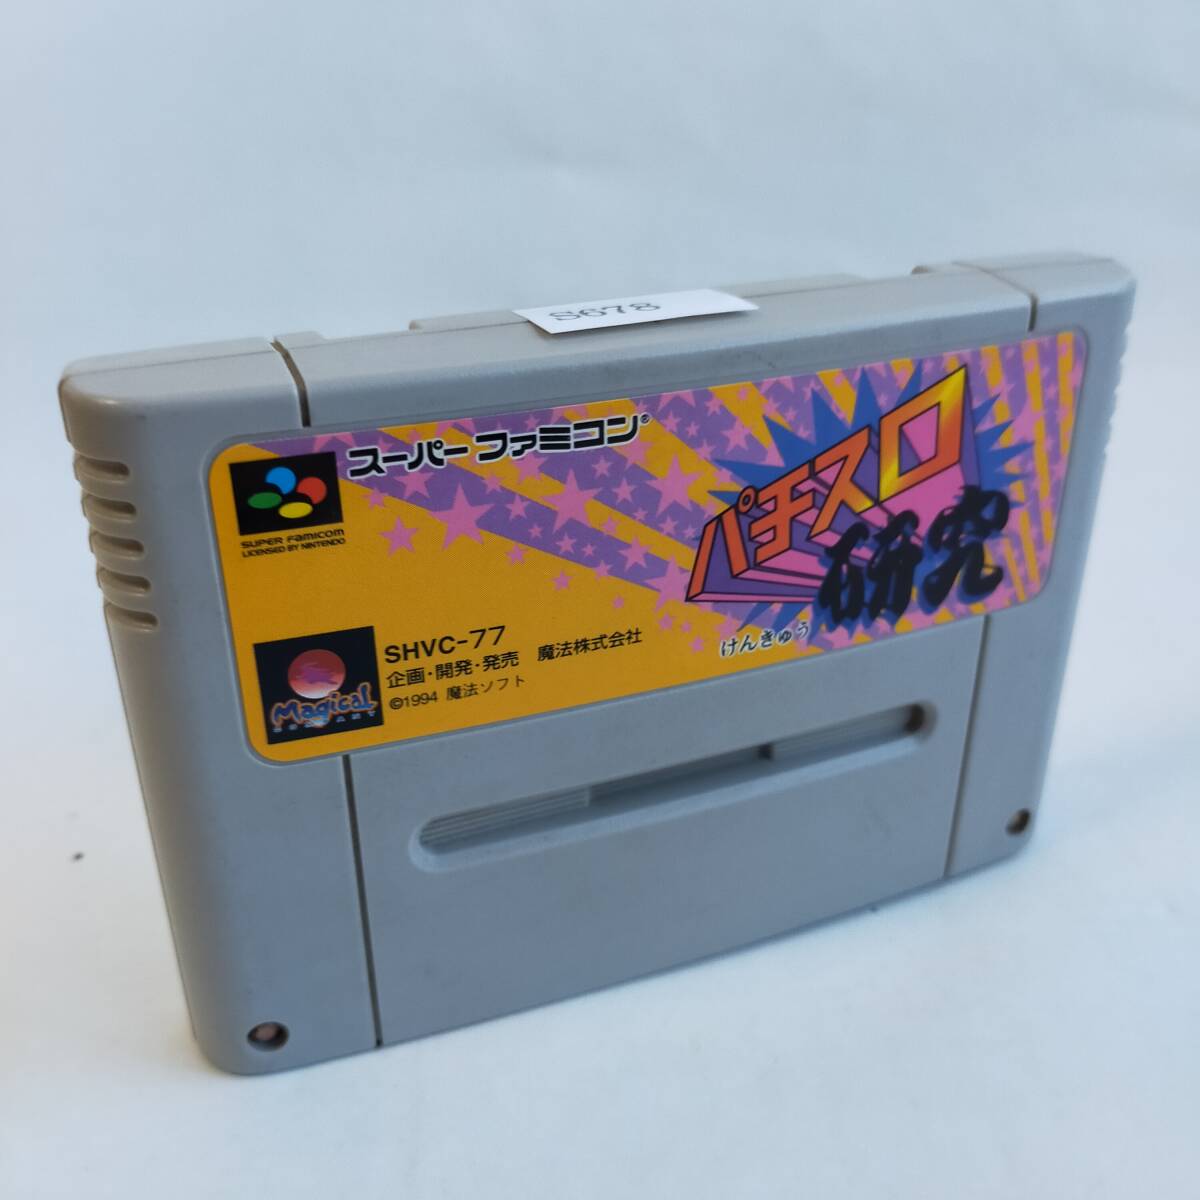 S678
スーパーファミコン®
SUPER FAMICOM
LICENSED BY NINTENDO
パチスロ
研究
けんきゅう
Magical
COMPANY
SHVC-77
企画・開発・発売 魔法株式会社
©1994 魔法ソフト